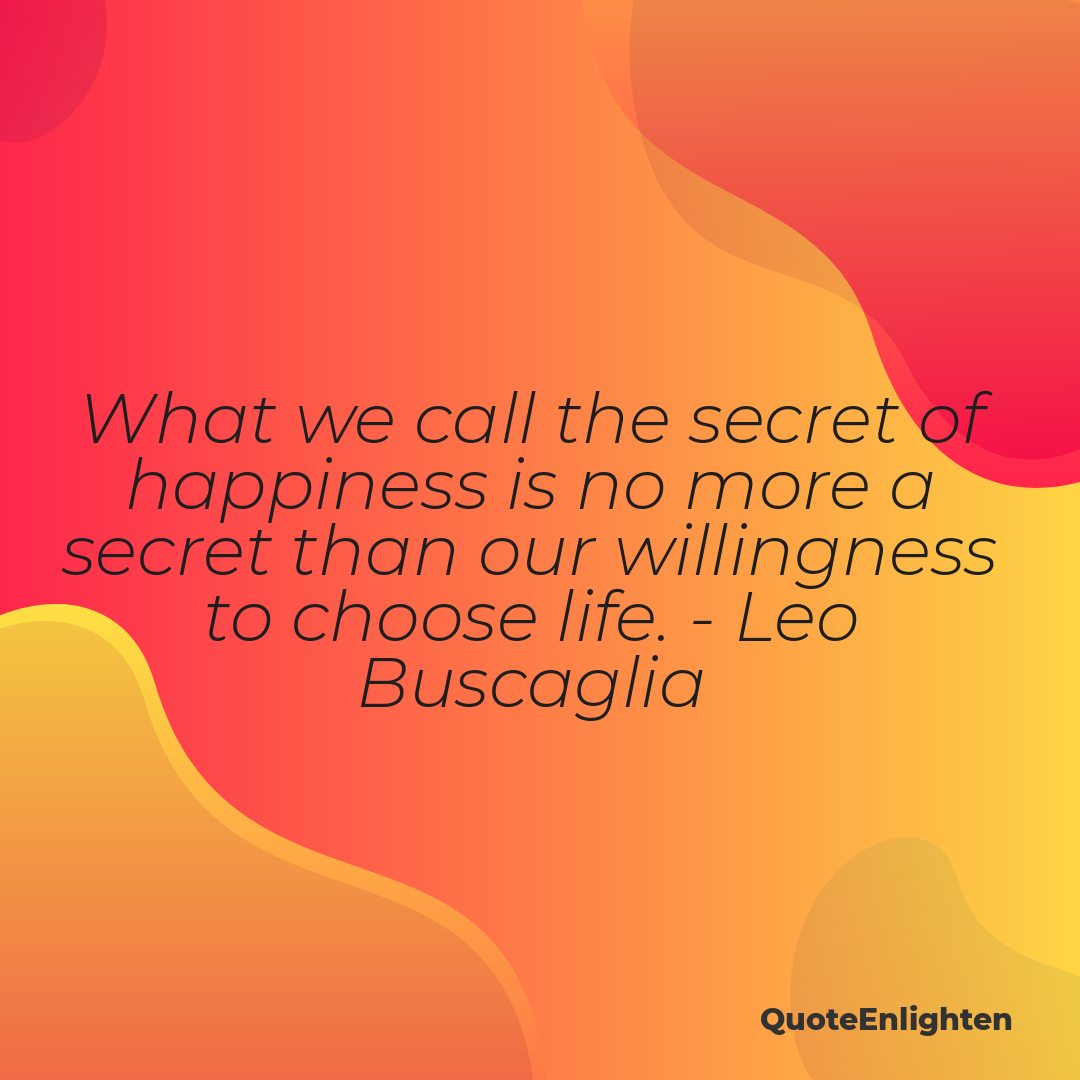 What we call the secret of
happiness is no more a
secret than our willingness
to choose life. - Leo
Buscaglia
QuoteEnlighten